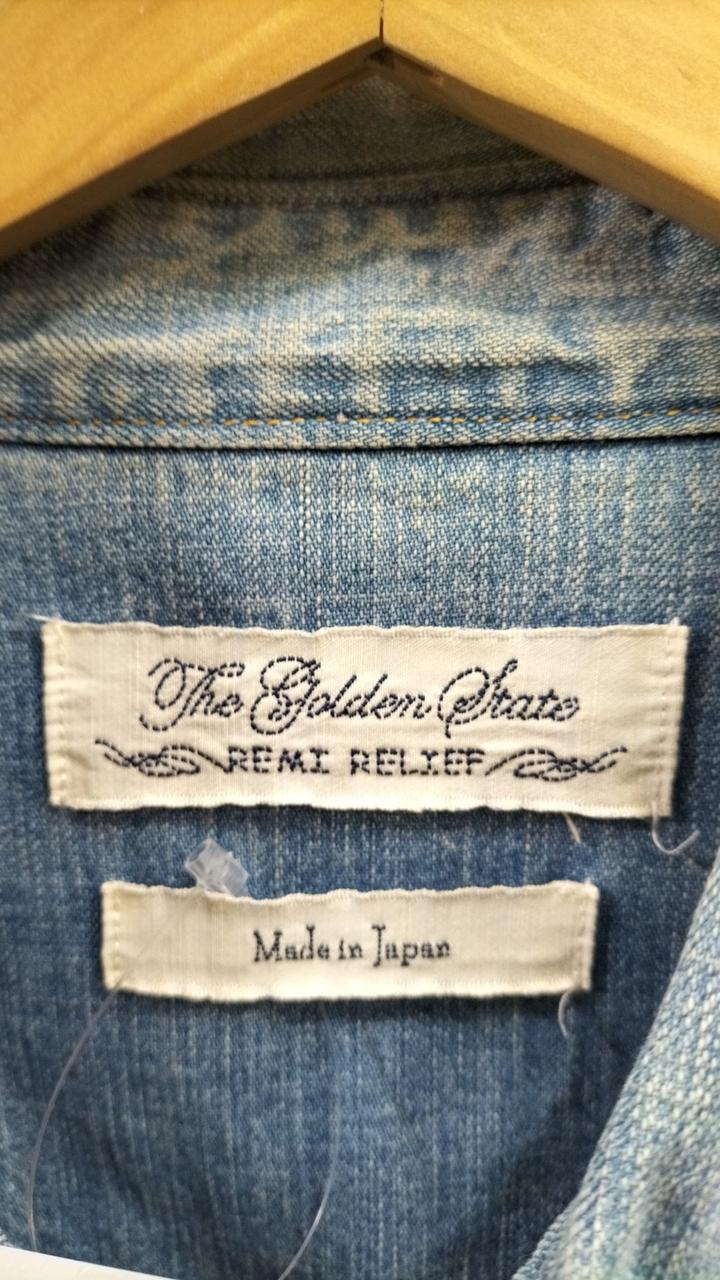 The Golden State
REMI RELIEF
Made in Japan